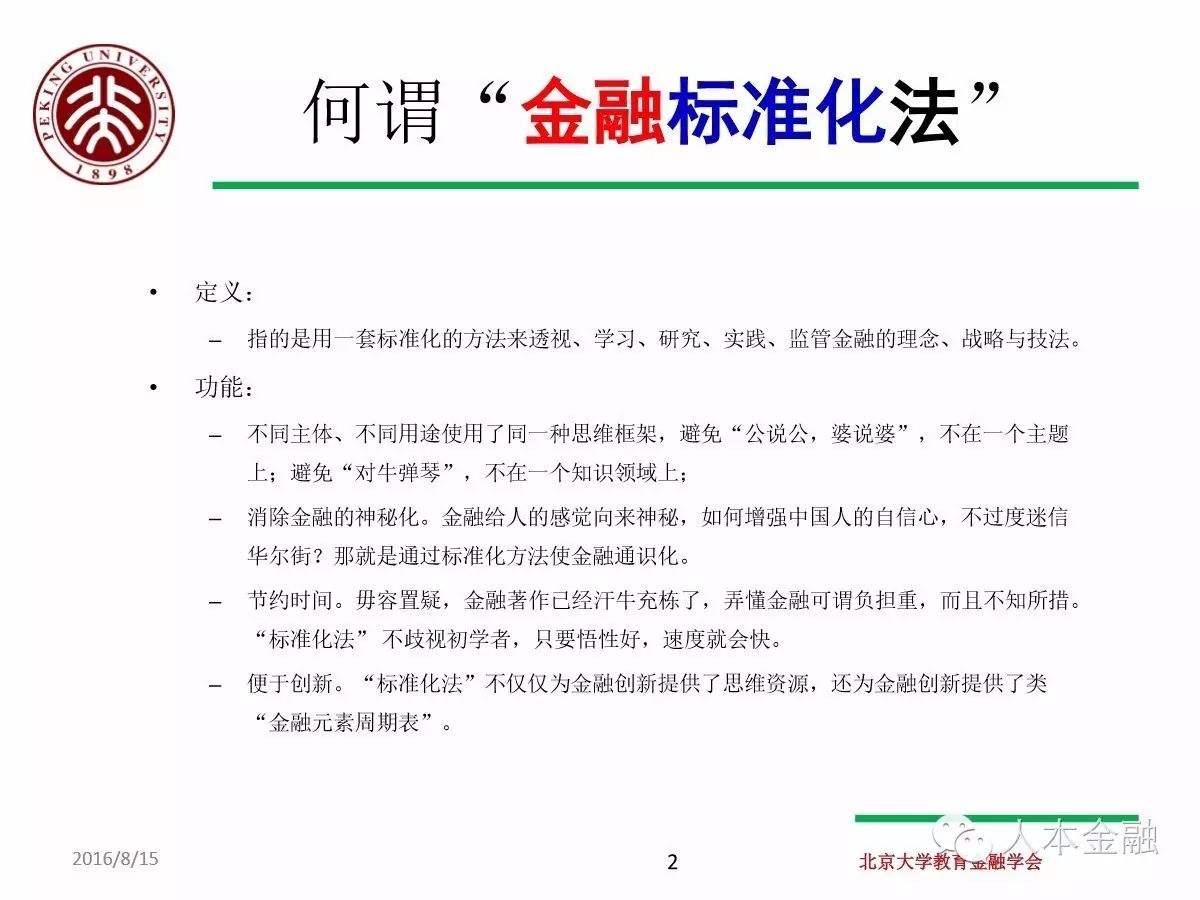 PEKING UNIVERSITY
1898
何谓“金融标准化法”
• 定义：
– 指的是用一套标准化的方法来透视、学习、研究、实践、监管金融的理念、战略与技法。
• 功能：
– 不同主体、不同用途使用了同一种思维框架，避免“公说公，婆说婆”，不在一个主题
上；避免“对牛弹琴”，不在一个知识领域上；
– 消除金融的神秘化。金融给人的感觉向来神秘，如何增强中国人的自信心，不过度迷信
华尔街？那就是通过标准化方法使金融通识化。
– 节约时间。毋容置疑，金融著作已经汗牛充栋了，弄懂金融可谓负担重，而且不知所措。
“标准化法” 不歧视初学者，只要悟性好，速度就会快。
– 便于创新。“标准化法”不仅仅为金融创新提供了思维资源，还为金融创新提供了类
“金融元素周期表”。
人本金融
2016/8/15
2
北京大学教育金融学会